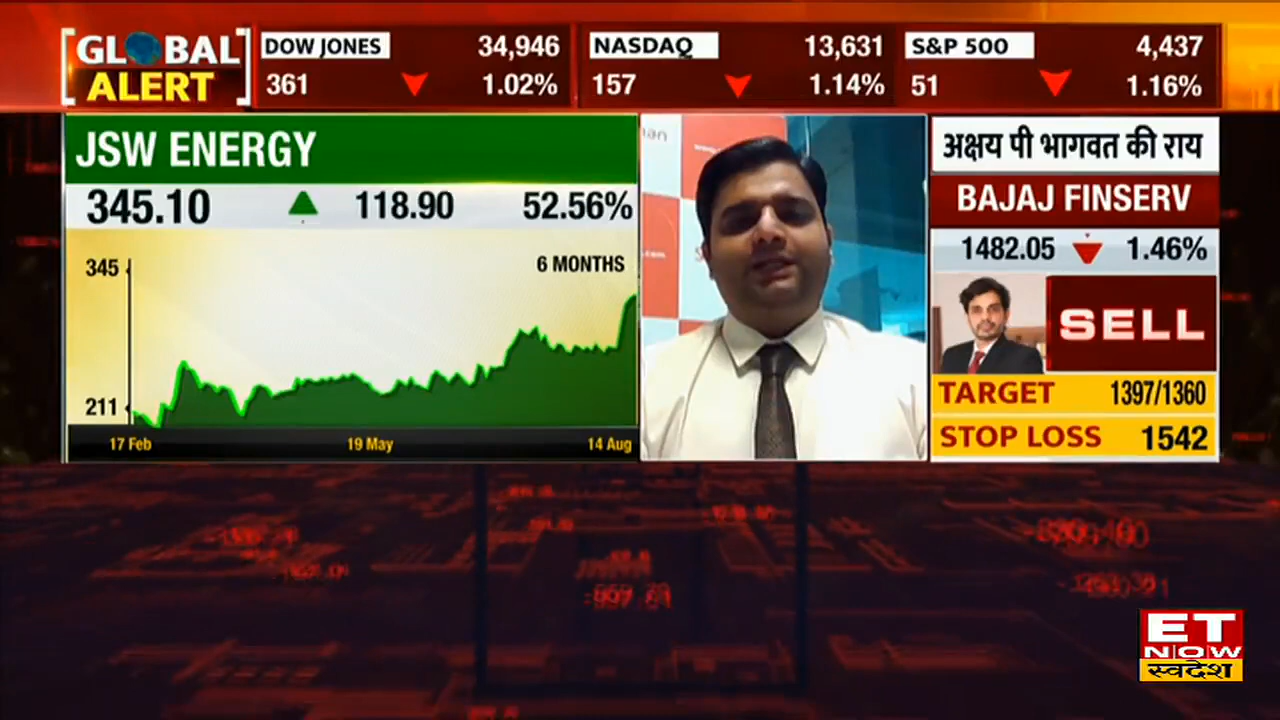 GLOBAL
ALERT
DOW JONES 34,946
361 1.02%
NASDAQ 13,631
157 1.14%
S&P 500 4,437
51 1.16%
JSW ENERGY
345.10 118.90 52.56%
345
6 MONTHS
211
17 Feb 19 May 14 Aug
अक्षय पी भागवत की राय
BAJAJ FINSERV
1482.05 1.46%
SELL
TARGET 1397/1360
STOP LOSS 1542
ET
NOW
स्वदेश